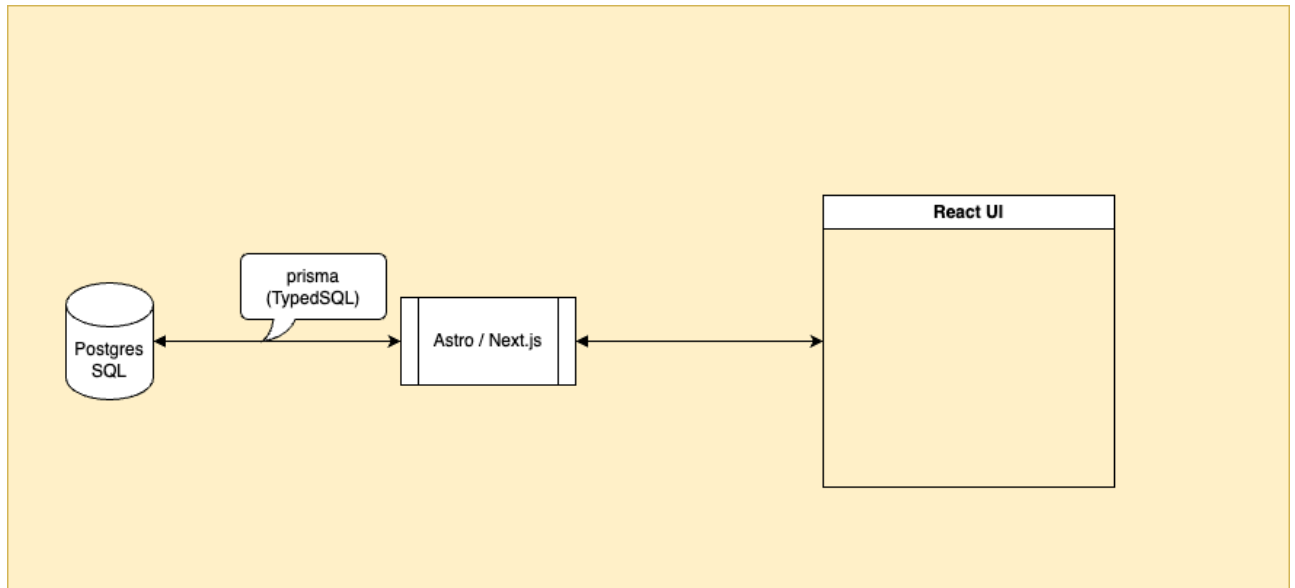 React UI
prisma
(TypedSQL)
Astro / Next.js
Postgres
SQL